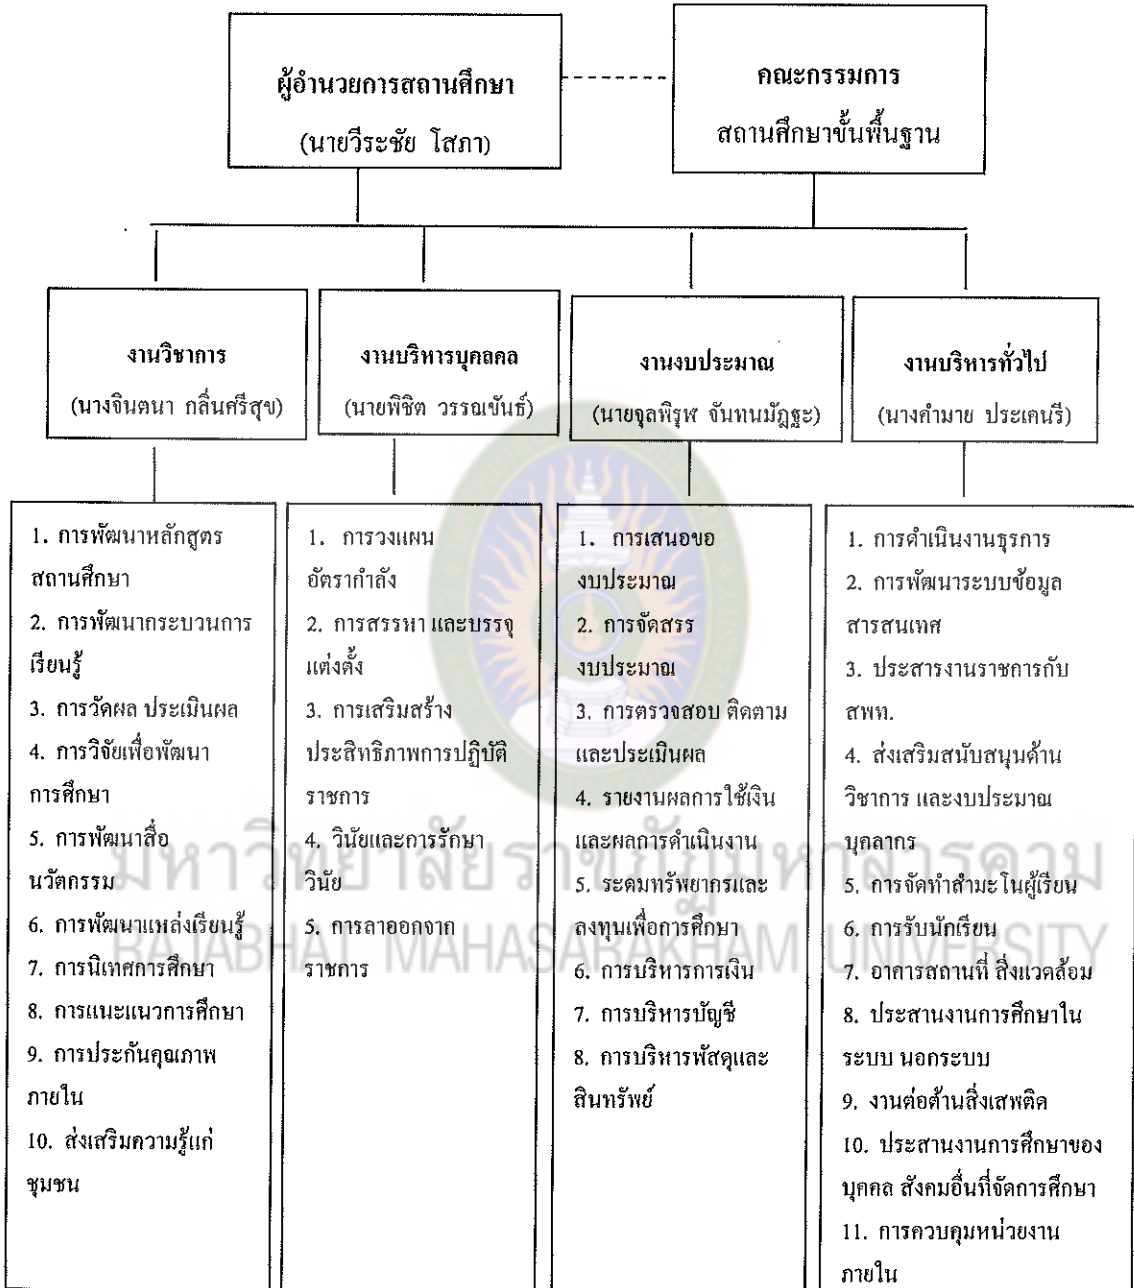 ผู้อำนวยการสถานศึกษา
(นายวีระชัย โสภา)
คณะกรรมการ
สถานศึกษาขั้นพื้นฐาน
งานวิชาการ
(นางจินตนา กลิ่นศรีสุข)
งานบริหารบุคลคล
(นายพิชิต วรรณขันธ์)
งานงบประมาณ
(นายจุลพิรุฬ จันทนมัฎฐะ)
งานบริหารทั่วไป
(นางคำมาย ประเคนรี)
1. การพัฒนาหลักสูตร
สถานศึกษา
2. การพัฒนากระบวนการ
เรียนรู้
3. การวัดผล ประเมินผล
4. การวิจัยเพื่อพัฒนา
การศึกษา
5. การพัฒนาสื่อ
นวัตกรรม
6. การพัฒนาแหล่งเรียนรู้
7. การนิเทศการศึกษา
8. การแนะแนวการศึกษา
9. การประกันคุณภาพ
ภายใน
10. ส่งเสริมความรู้แก่
ชุมชน
1. การวงแผน
อัตรากำลัง
2. การสรรหา และบรรจุ
แต่งตั้ง
3. การเสริมสร้าง
ประสิทธิภาพการปฏิบัติ
ราชการ
4. วินัยและการรักษา
วินัย
5. การลาออกจาก
ราชการ
1. การเสนอขอ
งบประมาณ
2. การจัดสรร
งบประมาณ
3. การตรวจสอบ ติดตาม
และประเมินผล
4. รายงานผลการใช้เงิน
และผลการดำเนินงาน
5. ระดมทรัพยากรและ
ลงทุนเพื่อการศึกษา
6. การบริหารการเงิน
7. การบริหารบัญชี
8. การบริหารพัสดุและ
สินทรัพย์
1. การดำเนินงานธุรการ
2. การพัฒนาระบบข้อมูล
สารสนเทศ
3. ประสารงานราชการกับ
สพท.
4. ส่งเสริมสนับสนุนด้าน
วิชาการ และงบประมาณ
บุคลากร
5. การจัดทำสำมะโนผู้เรียน
6. การรับนักเรียน
7. อาคารสถานที่ สิ่งแวดล้อม
8. ประสานงานการศึกษาใน
ระบบ นอกระบบ
9. งานต่อต้านสิ่งเสพติด
10. ประสานงานการศึกษาของ
บุคคล สังคมอื่นที่จัดการศึกษา
11. การควบคุมหน่วยงาน
ภายใน
มหาวิทยาลัยราชภัฏมหาสารคาม
RAJABHAT MAHASARAKHAM UNIVERSITY